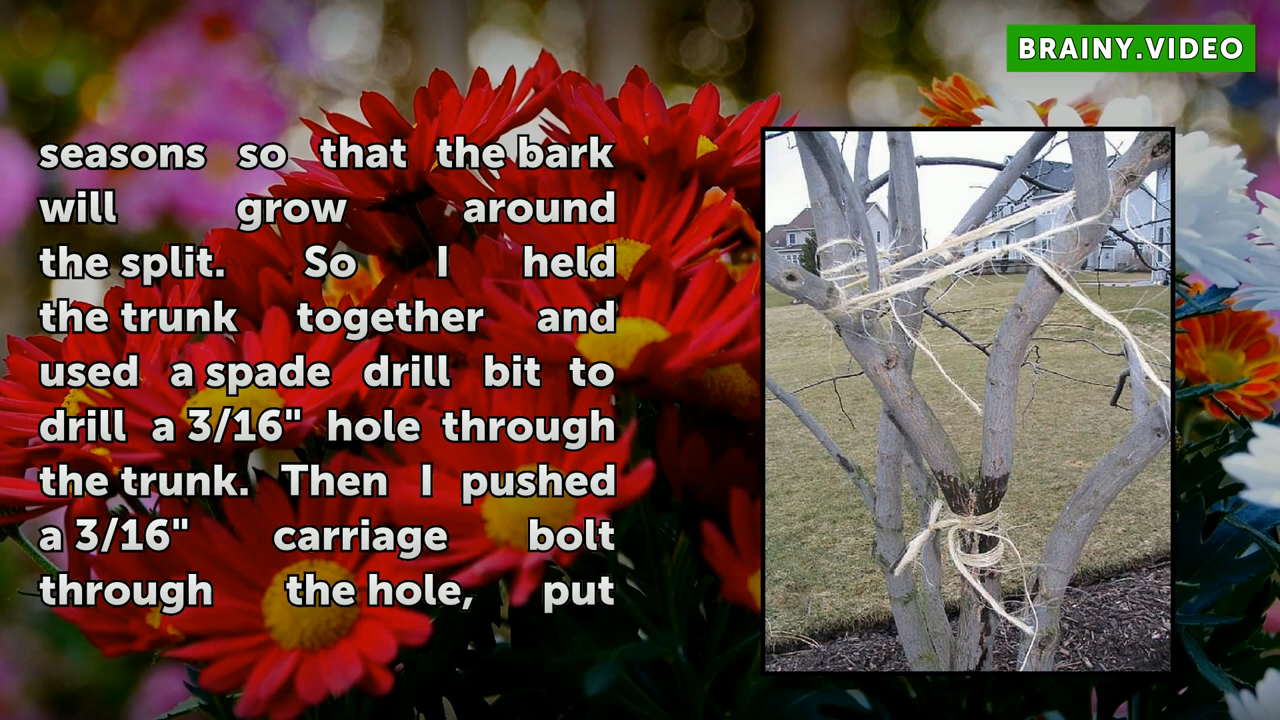 BRAINY.VIDEO
seasons so that the bark
will grow around
the split. So I held
the trunk together and
used a spade drill bit to
drill a 3/16" hole through
the trunk. Then I pushed
a 3/16" carriage bolt
through the hole, put